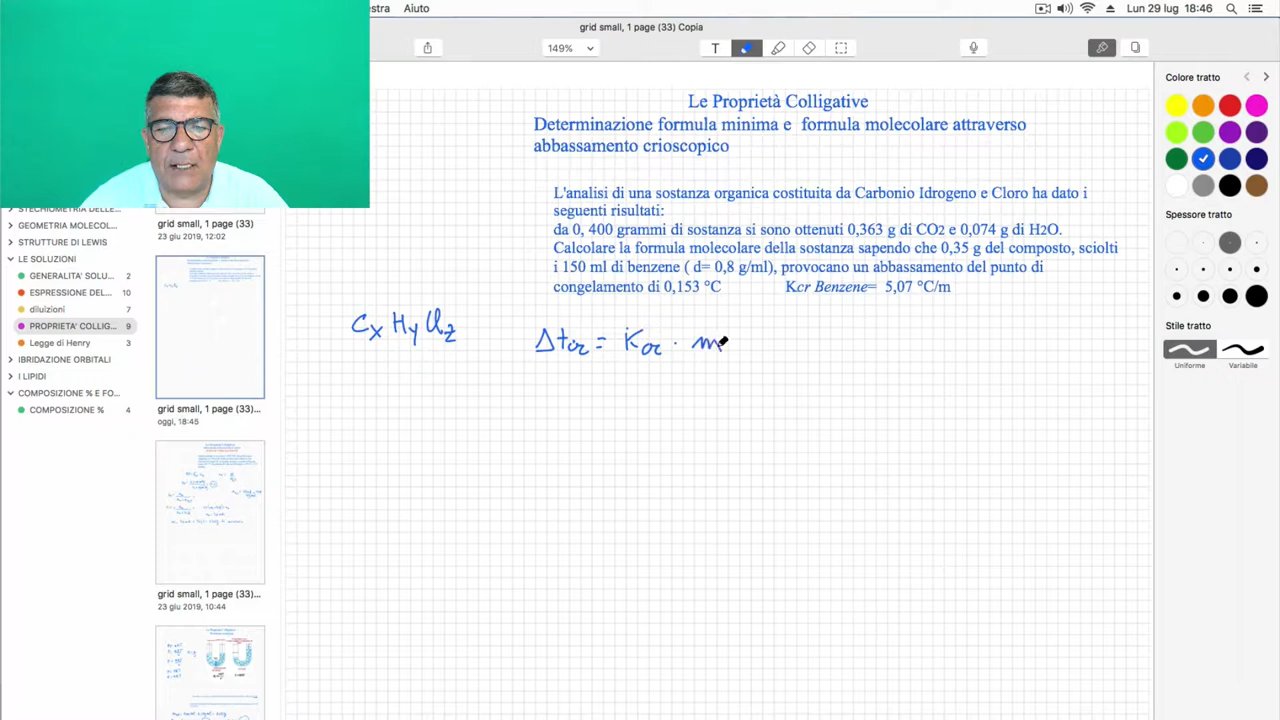 estra Aiuto Lun 29 lug 18:46
grid small, 1 page (33) Copia
149% T
Le Proprietà Colligative
Determinazione formula minima e formula molecolare attraverso
abbassamento crioscopico
L'analisi di una sostanza organica costituita da Carbonio Idrogeno e Cloro ha dato i
seguenti risultati:
da 0, 400 grammi di sostanza si sono ottenuti 0,363 g di CO2 e 0,074 g di H2O.
Calcolare la formula molecolare della sostanza sapendo che 0,35 g del composto, sciolti
i 150 ml di benzene ( d= 0,8 g/ml), provocano un abbassamento del punto di
congelamento di 0,153 °C Kcr Benzene= 5,07 °C/m
Cx Hy Clz
Δtcr = Kcr · m
STECHIOMETRIA DELLE
GEOMETRIA MOLECOL...
STRUTTURE DI LEWIS
LE SOLUZIONI
GENERALITA' SOLU... 2
ESPRESSIONE DEL... 10
diluizioni 7
PROPRIETA' COLLIG... 9
Legge di Henry 3
IBRIDAZIONE ORBITALI
I LIPIDI
COMPOSIZIONE % E FO...
COMPOSIZIONE % 4
grid small, 1 page (33)
23 giu 2019, 12:02
grid small, 1 page (33)...
oggi, 18:45
grid small, 1 page (33)...
23 giu 2019, 10:44
Colore tratto
Spessore tratto
Stile tratto
Uniforme Variabile